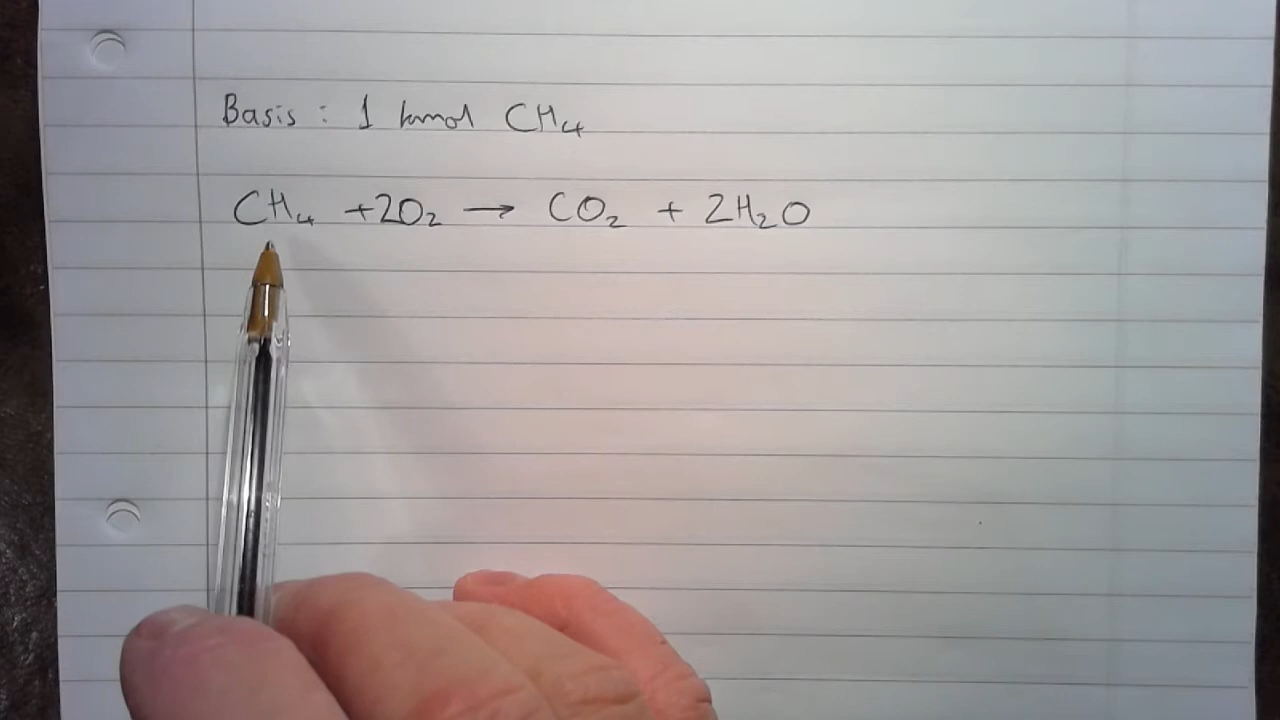 Basis : 1 kmol CH₄
CH₄ +2O₂ → CO₂ + 2H₂O